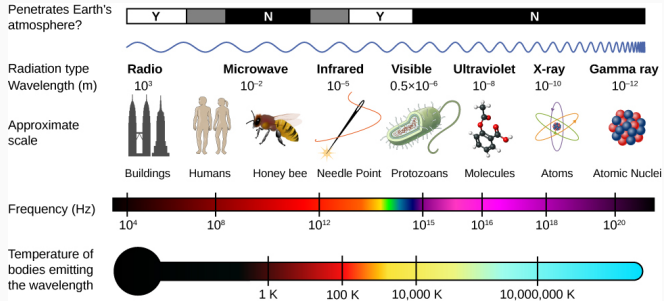 Penetrates Earth's
atmosphere?
Y N Y N
Radiation type Radio Microwave Infrared Visible Ultraviolet X-ray Gamma ray
Wavelength (m) 10³ 10⁻² 10⁻⁵ 0.5×10⁻⁶ 10⁻⁸ 10⁻¹⁰ 10⁻¹²
Approximate
scale
Buildings Humans Honey bee Needle Point Protozoans Molecules Atoms Atomic Nuclei
Frequency (Hz)
10⁴ 10⁸ 10¹² 10¹⁵ 10¹⁶ 10¹⁸ 10²⁰
Temperature of
bodies emitting
the wavelength
1 K 100 K 10,000 K 10,000,000 K